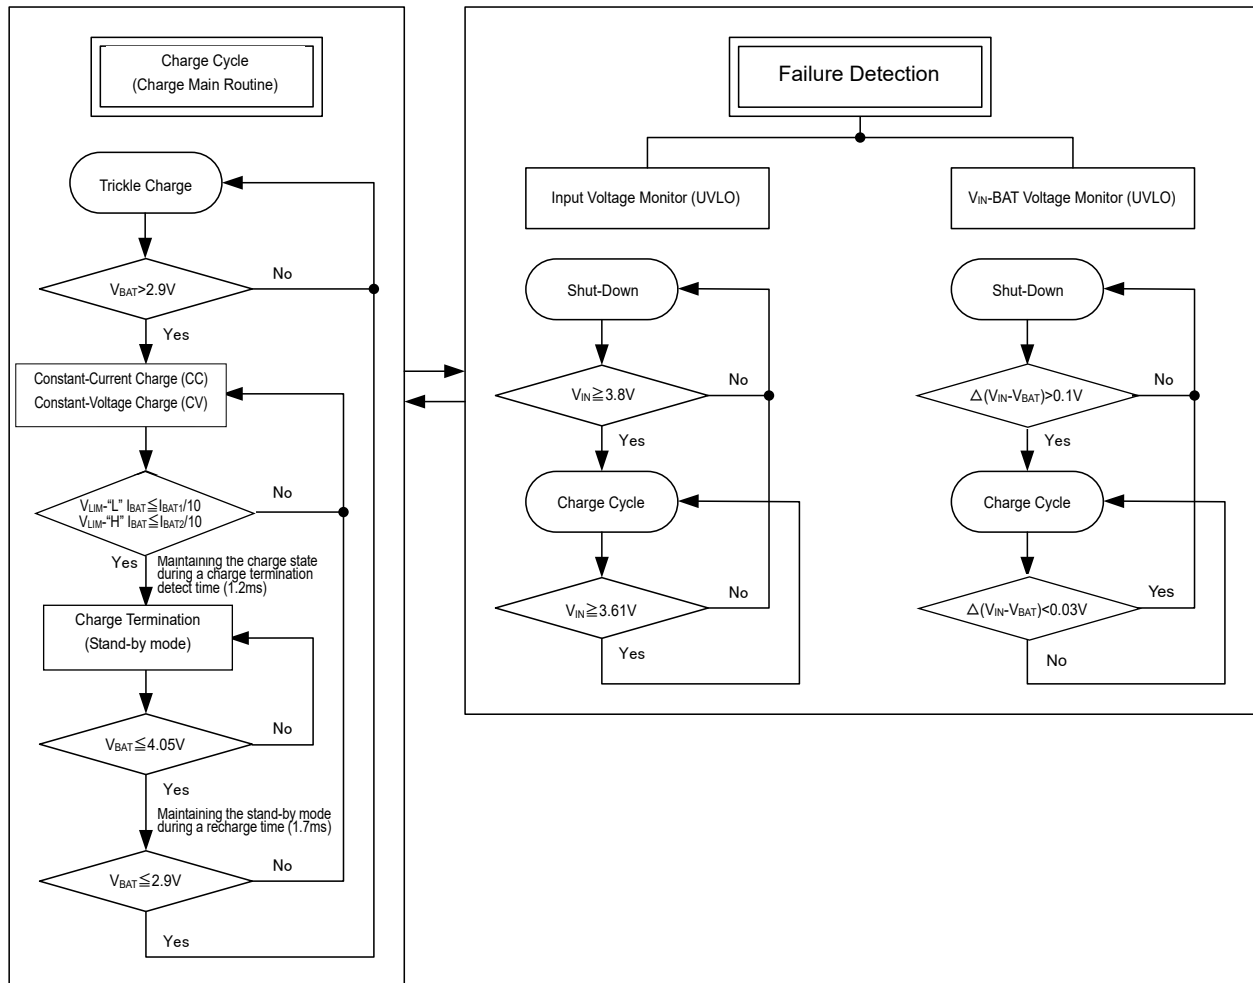 Charge Cycle
(Charge Main Routine)
Trickle Charge
VBAT>2.9V
No
Yes
Constant-Current Charge (CC)
Constant-Voltage Charge (CV)
VLIM-“L” IBAT≦IBAT1/10
VLIM-“H” IBAT≦IBAT2/10
No
Yes
Maintaining the charge state
during a charge termination
detect time (1.2ms)
Charge Termination
(Stand-by mode)
VBAT≦4.05V
No
Yes
Maintaining the stand-by mode
during a recharge time (1.7ms)
VBAT≦2.9V
No
Yes
Failure Detection
Input Voltage Monitor (UVLO)
Shut-Down
VIN≧3.8V
No
Yes
Charge Cycle
VIN≧3.61V
No
Yes
VIN-BAT Voltage Monitor (UVLO)
Shut-Down
△(VIN-VBAT)>0.1V
No
Yes
Charge Cycle
△(VIN-VBAT)<0.03V
Yes
No